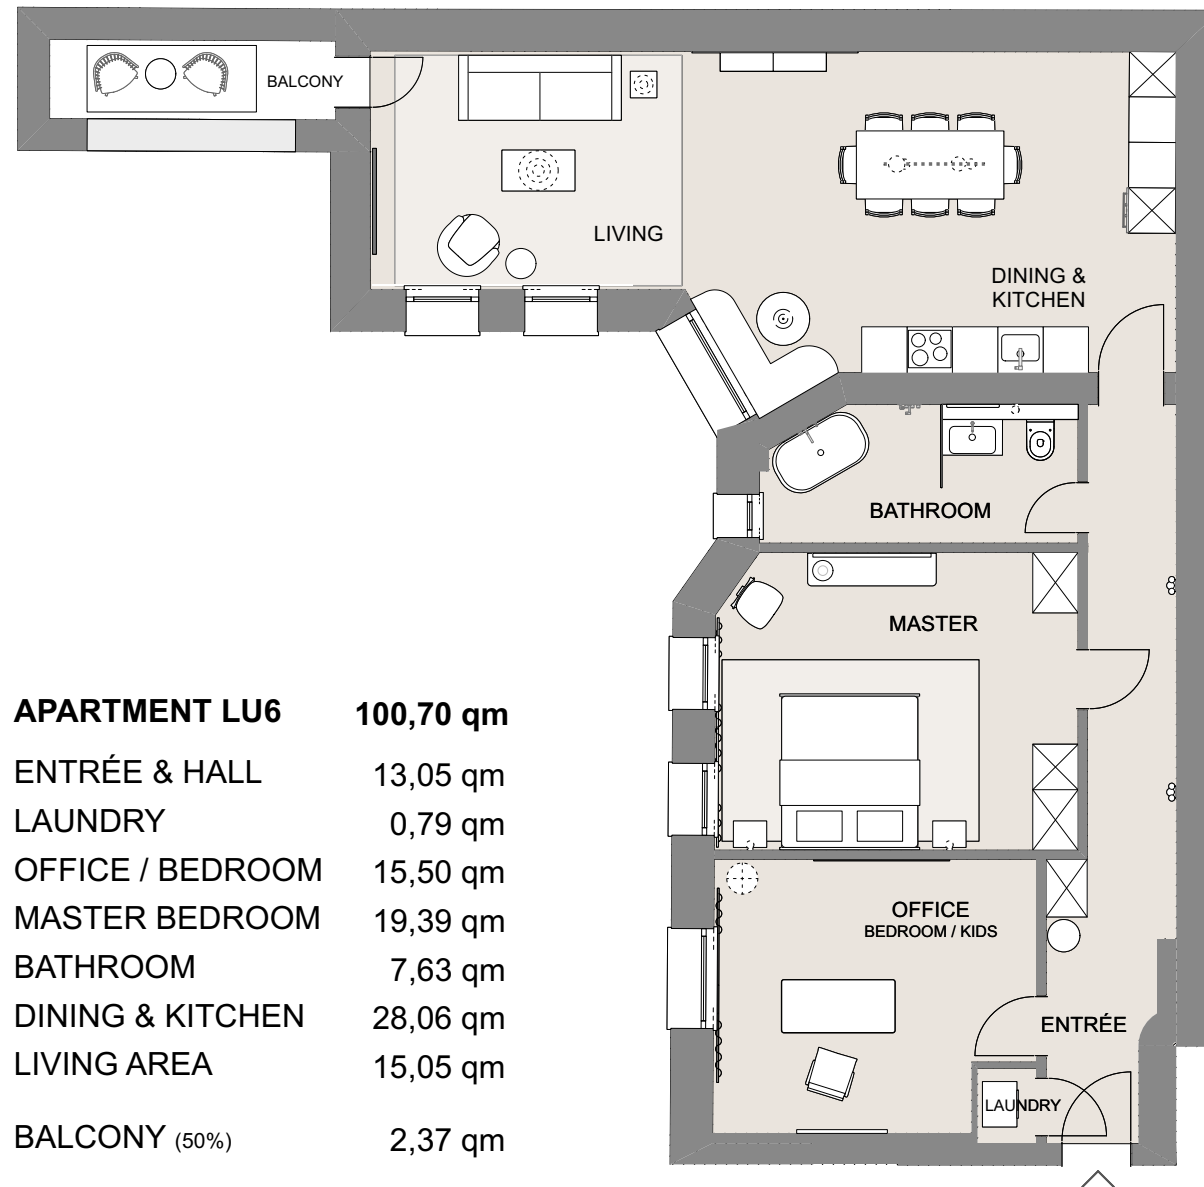 BALCONY
LIVING
DINING &
KITCHEN
BATHROOM
MASTER
OFFICE
BEDROOM / KIDS
ENTRÉE
LAUNDRY
APARTMENT LU6 100,70 qm
ENTRÉE & HALL 13,05 qm
LAUNDRY 0,79 qm
OFFICE / BEDROOM 15,50 qm
MASTER BEDROOM 19,39 qm
BATHROOM 7,63 qm
DINING & KITCHEN 28,06 qm
LIVING AREA 15,05 qm
BALCONY (50%) 2,37 qm